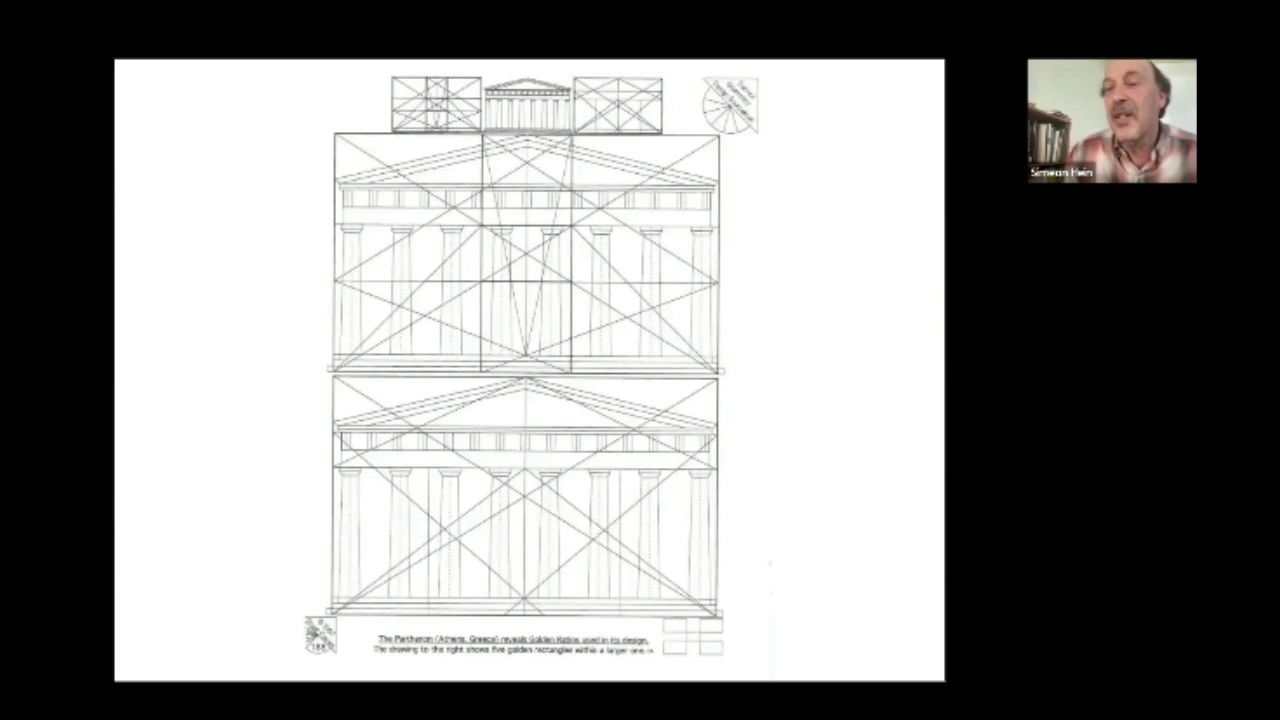 Simeon Hein
The Parthenon (Athens, Greece) reveals Golden Ratios used in its design.
The drawing to the right shows five golden rectangles within a larger one.